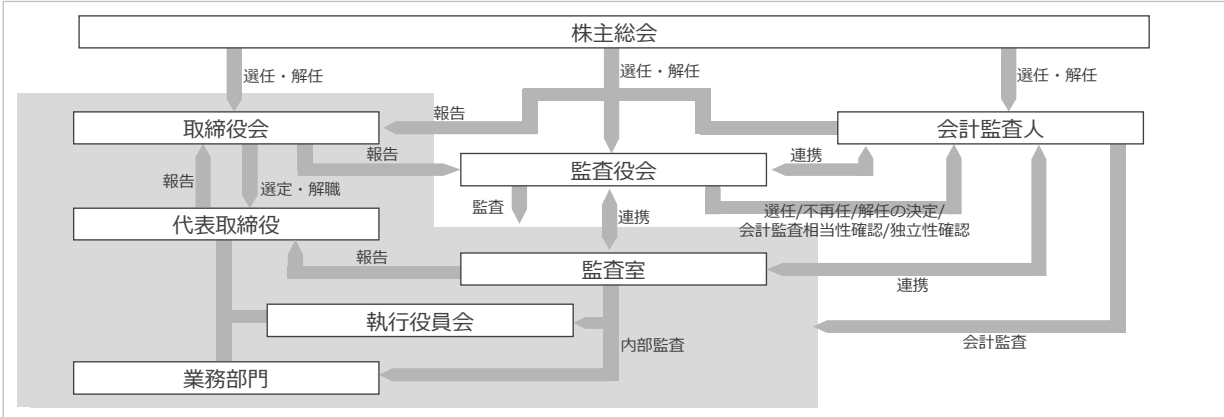 株主総会
選任・解任
選任・解任
選任・解任
報告
取締役会
会計監査人
報告
連携
監査役会
報告
選定・解職
監査
連携
選任/不再任/解任の決定/
会計監査相当性確認/独立性確認
代表取締役
報告
監査室
連携
執行役員会
内部監査
会計監査
業務部門